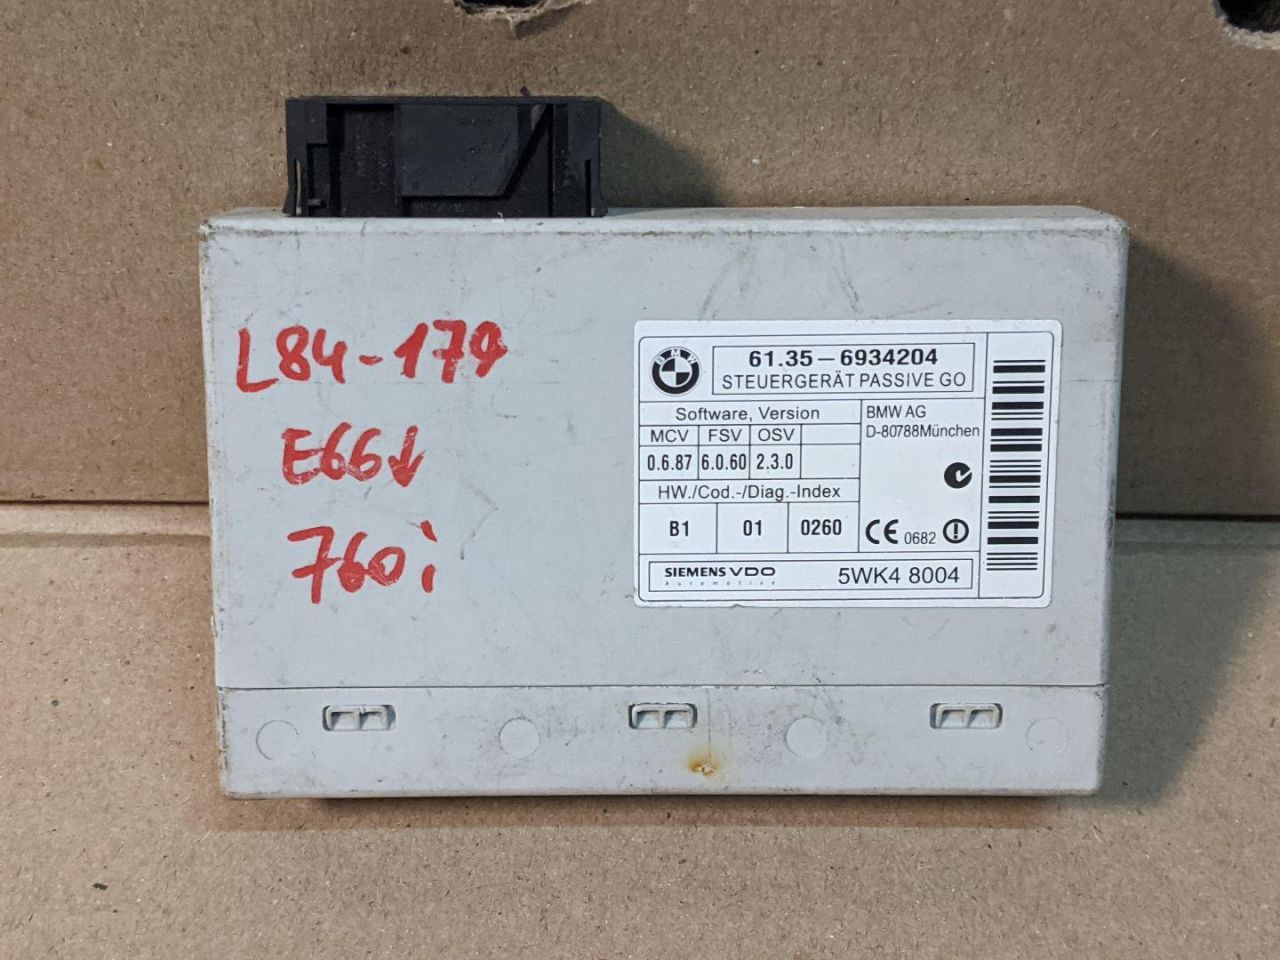 L84-179
E66↓
760i
BMW
61.35-6934204
STEUERGERÄT PASSIVE GO
Software, Version
MCV FSV OSV
0.6.87 6.0.60 2.3.0
HW./Cod.-/Diag.-Index
B1 01 0260
BMW AG
D-80788München
CE 0682
SIEMENS VDO
Automotive
5WK4 8004